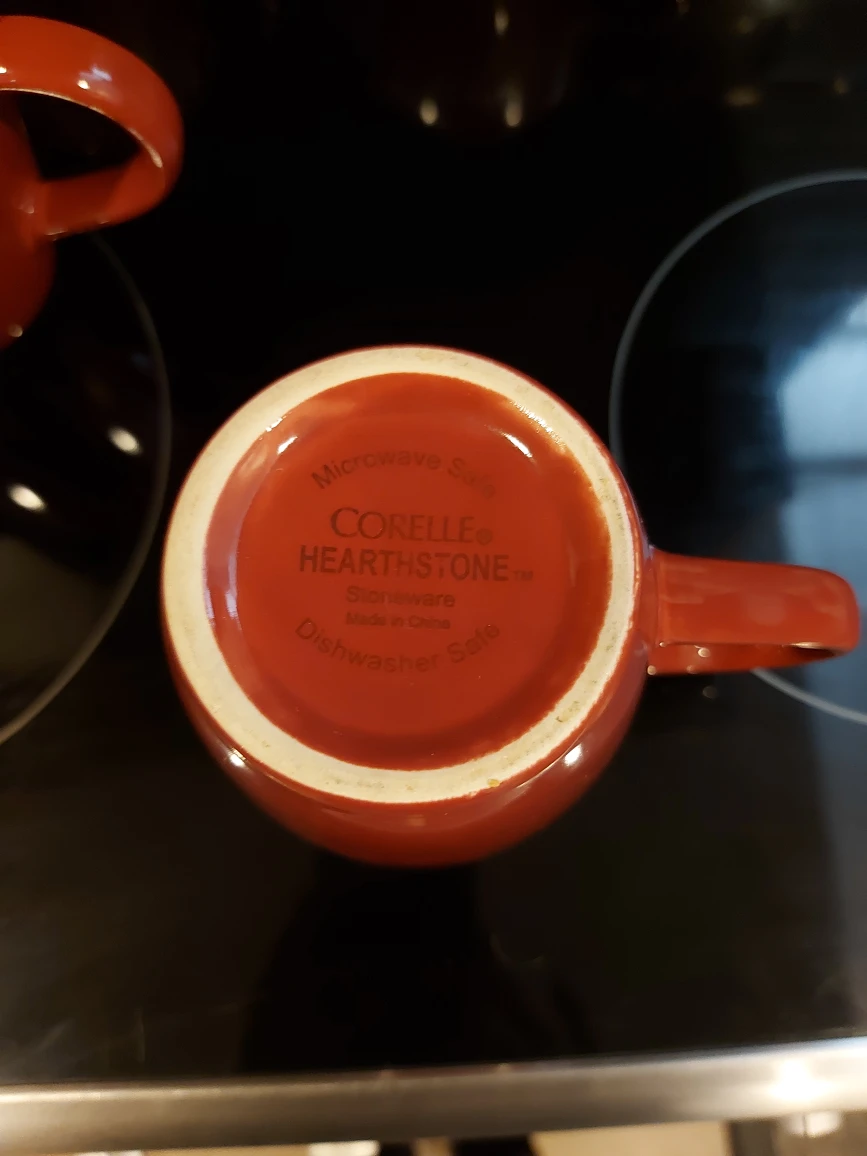 Microwave Safe
CORELLE®
HEARTHSTONE™
Stoneware
Made in China
Dishwasher Safe